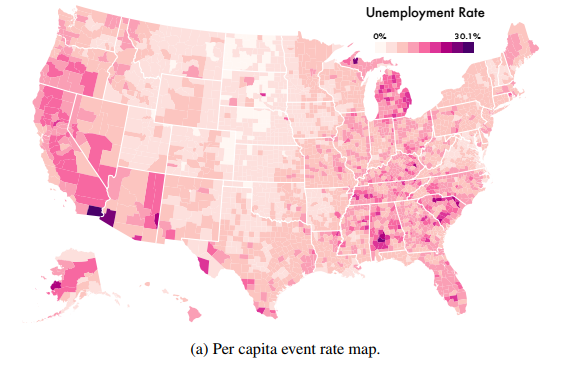 Unemployment Rate
0% 30.1%
(a) Per capita event rate map.